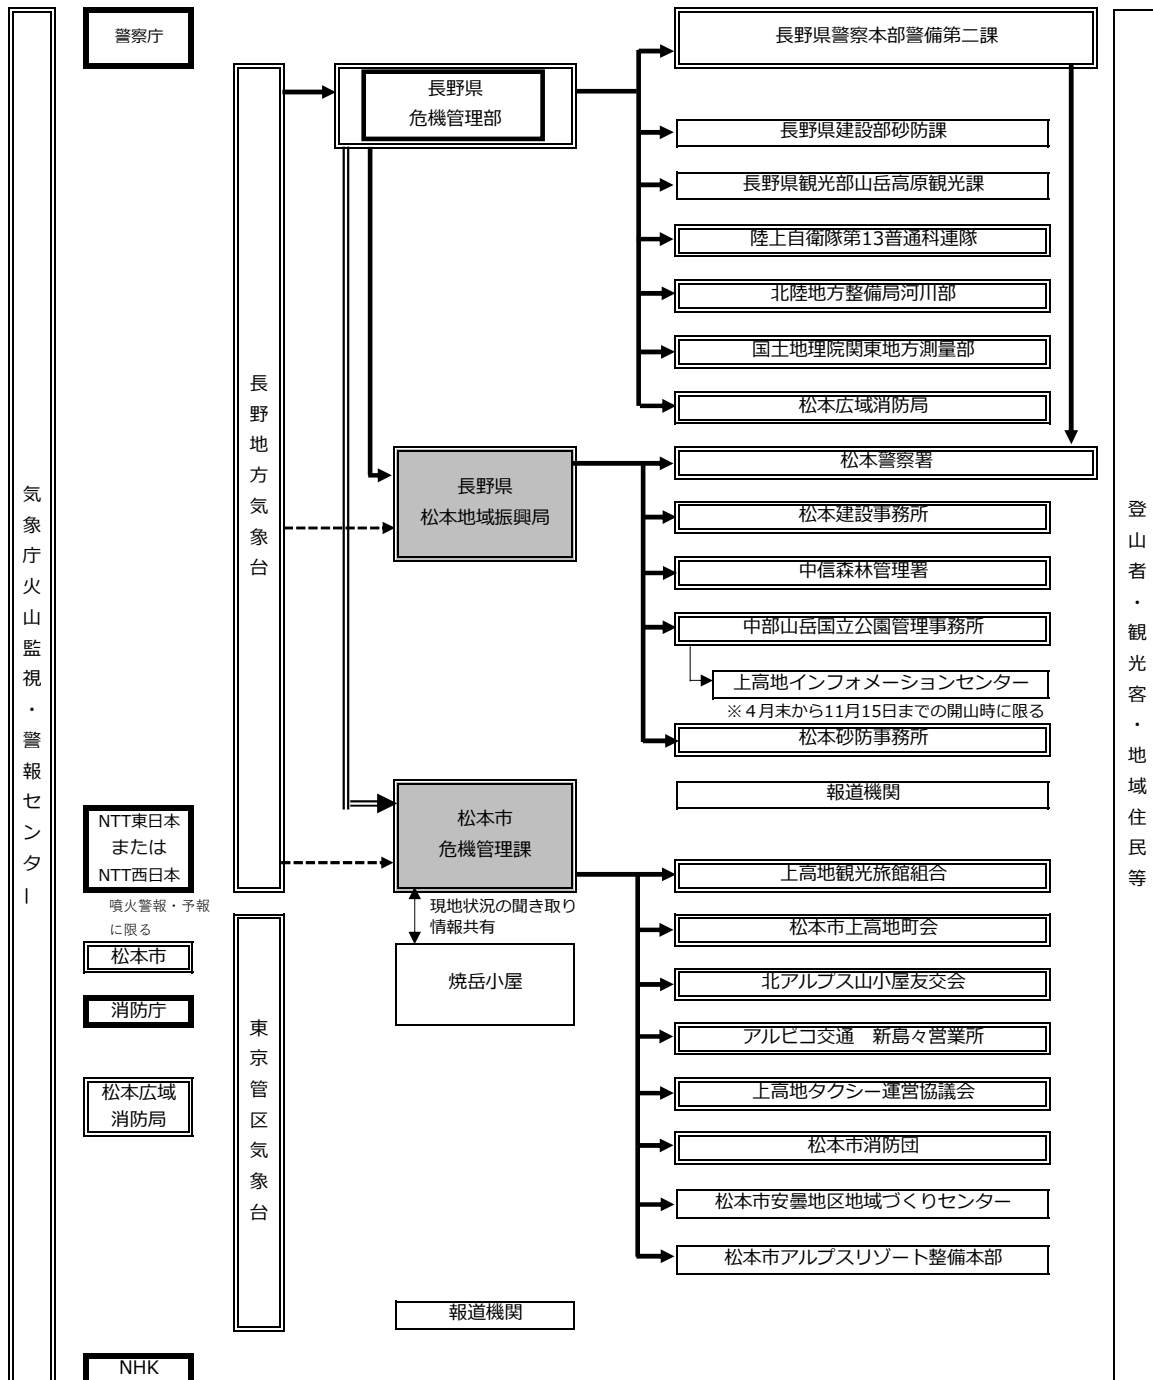 気象庁火山監視・警報センター
警察庁
NTT東日本
または
NTT西日本
噴火警報・予報
に限る
松本市
消防庁
松本広域
消防局
NHK
長野地方気象台
東京管区気象台
長野県
危機管理部
長野県
松本地域振興局
松本市
危機管理課
現地状況の聞き取り
情報共有
焼岳小屋
報道機関
長野県警察本部警備第二課
長野県建設部砂防課
長野県観光部山岳高原観光課
陸上自衛隊第13普通科連隊
北陸地方整備局河川部
国土地理院関東地方測量部
松本広域消防局
松本警察署
松本建設事務所
中信森林管理署
中部山岳国立公園管理事務所
上高地インフォメーションセンター
※４月末から11月15日までの開山時に限る
松本砂防事務所
報道機関
上高地観光旅館組合
松本市上高地町会
北アルプス山小屋友交会
アルピコ交通　新島々営業所
上高地タクシー運営協議会
松本市消防団
松本市安曇地区地域づくりセンター
松本市アルプスリゾート整備本部
登山者・観光客・地域住民等